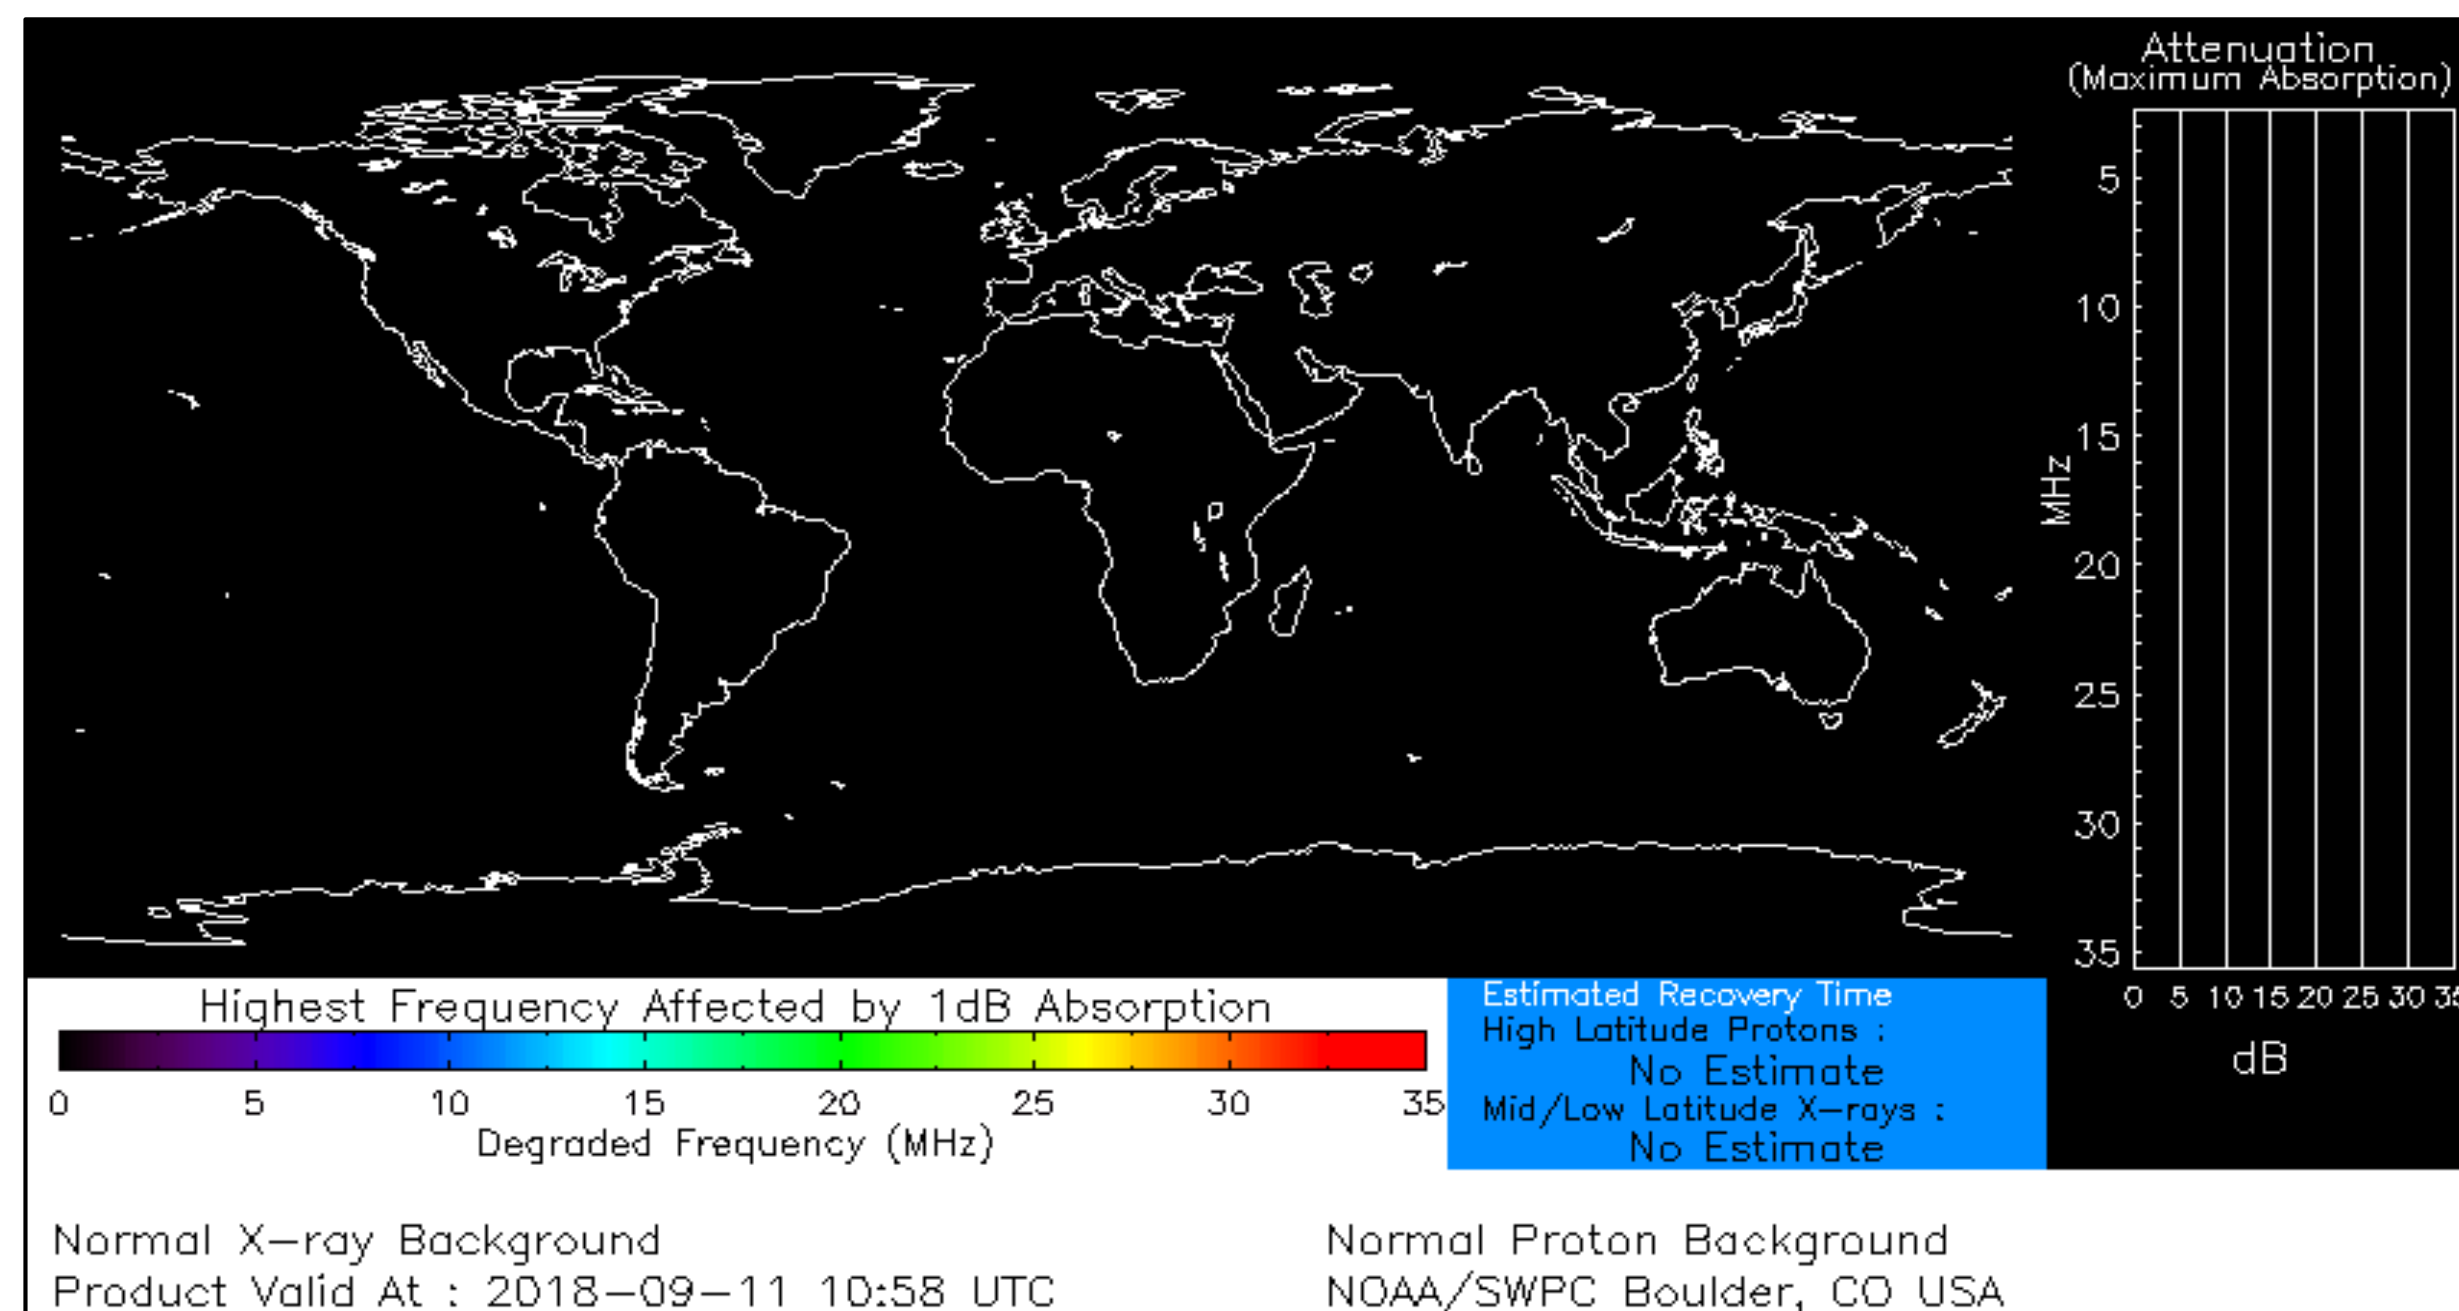 Attenuation
(Maximum Absorption)
5
10
15
20
25
30
35
MHz
0 5 10 15 20 25 30
dB
Highest Frequency Affected by 1dB Absorption
0 5 10 15 20 25 30 35
Degraded Frequency (MHz)
Estimated Recovery Time
High Latitude Protons :
No Estimate
Mid/Low Latitude X-rays :
No Estimate
Normal X-ray Background
Normal Proton Background
Product Valid At : 2018-09-11 10:58 UTC
NOAA/SWPC Boulder, CO USA